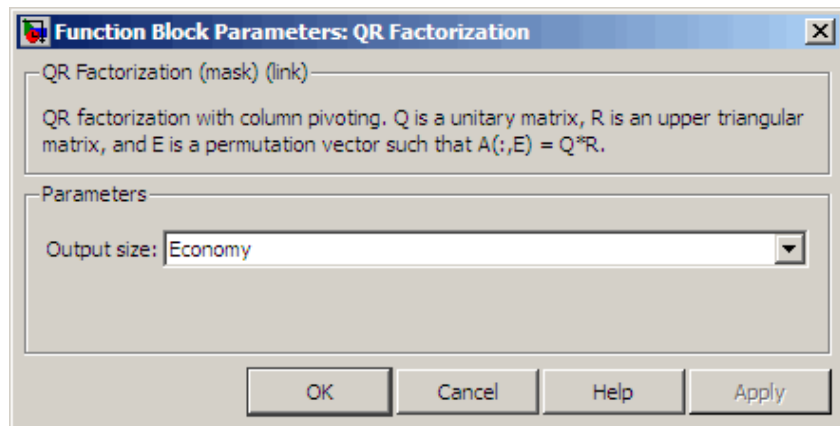 Function Block Parameters: QR Factorization
QR Factorization (mask) (link)
QR factorization with column pivoting. Q is a unitary matrix, R is an upper triangular
matrix, and E is a permutation vector such that A(:,E) = Q*R.
Parameters
Output size: Economy
OK Cancel Help Apply